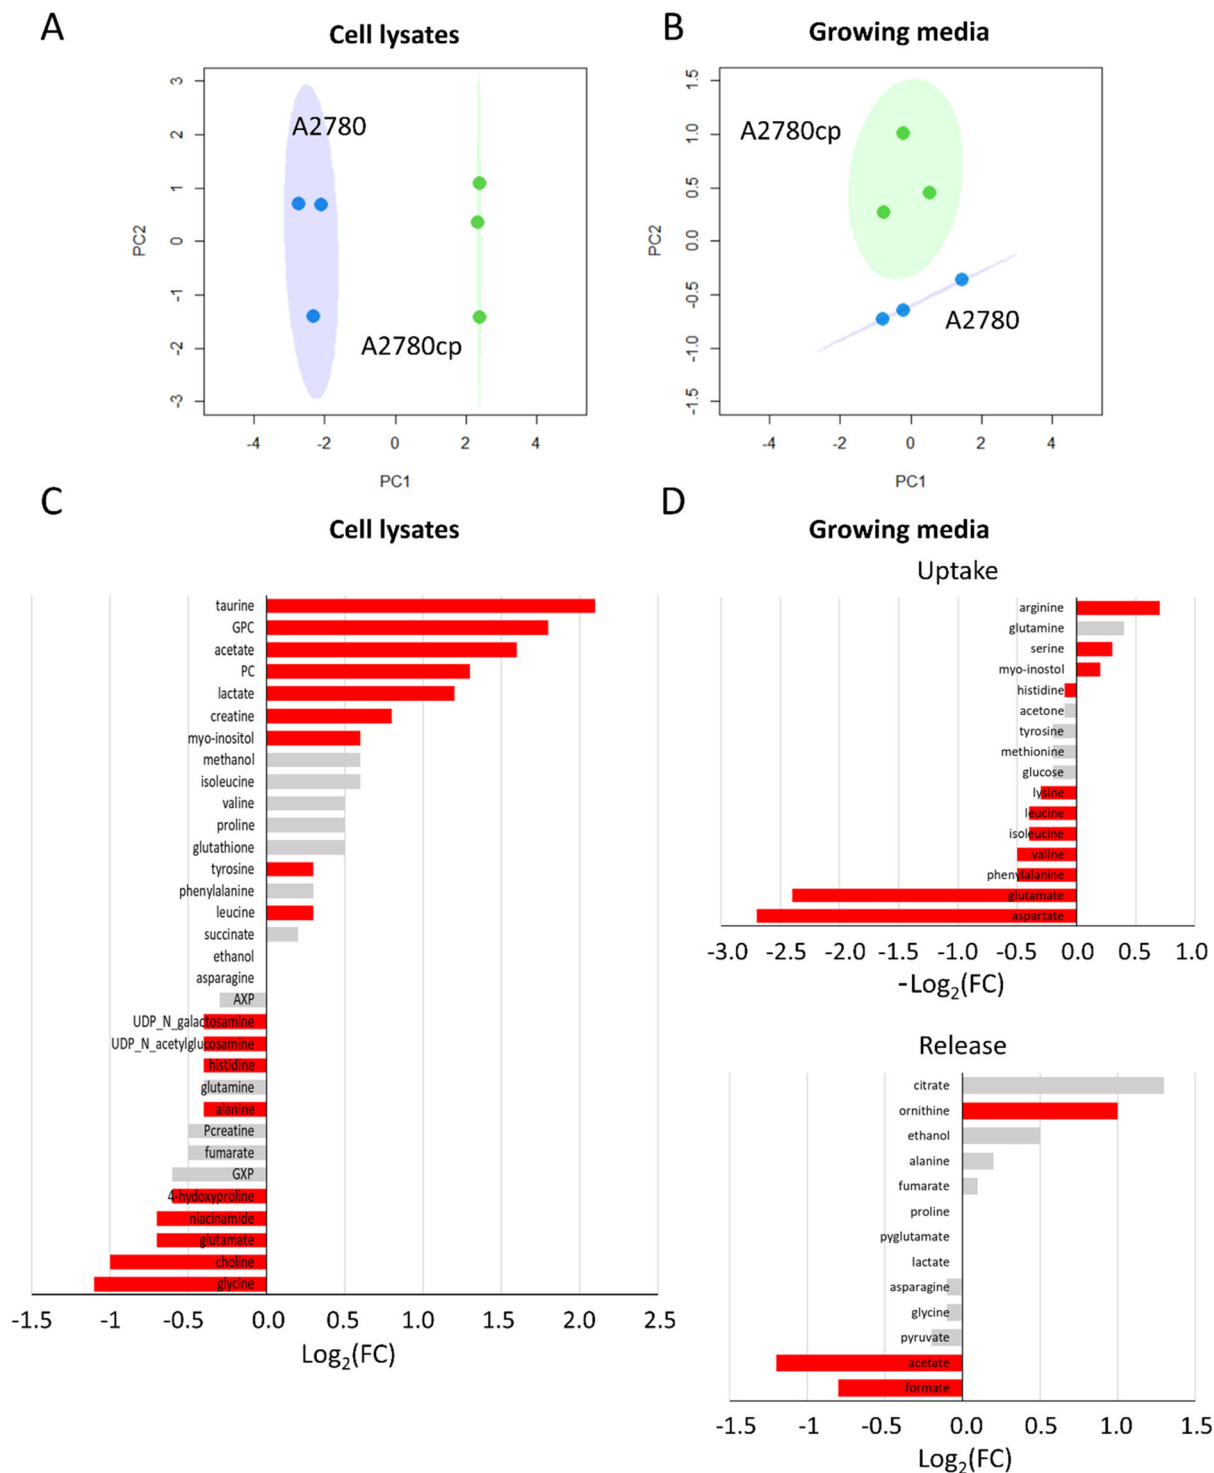 A
Cell lysates
3
2
1
0
-1
-2
-3
PC2
A2780
A2780cp
-4
-2
0
2
4
PC1
B
Growing media
1.5
1.0
0.5
0.0
-0.5
-1.0
-1.5
PC2
A2780cp
A2780
-4
-2
0
2
4
PC1
C
Cell lysates
taurine
GPC
acetate
PC
lactate
creatine
myo-inositol
methanol
isoleucine
valine
proline
glutathione
tyrosine
phenylalanine
leucine
succinate
ethanol
asparagine
AXP
UDP_N_galactosamine
UDP_N_acetylglucosamine
histidine
glutamine
alanine
Pcreatine
fumarate
GXP
4-hydoxyproline
niacinamide
glutamate
choline
glycine
-1.5
-1
-0.5
0.0
0.5
1.0
1.5
2.0
2.5
Log2(FC)
D
Growing media
Uptake
arginine
glutamine
serine
myo-inostol
histidine
acetone
tyrosine
methionine
glucose
lysine
leucine
isoleucine
valine
phenylalanine
glutamate
aspartate
-3.0
-2.5
-2.0
-1.5
-1.0
-0.5
0.0
0.5
1.0
-Log2(FC)
Release
citrate
ornithine
ethanol
alanine
fumarate
proline
pyglutamate
lactate
asparagine
glycine
pyruvate
acetate
formate
-1.5
-1
-0.5
0.0
0.5
1.0
1.5
Log2(FC)